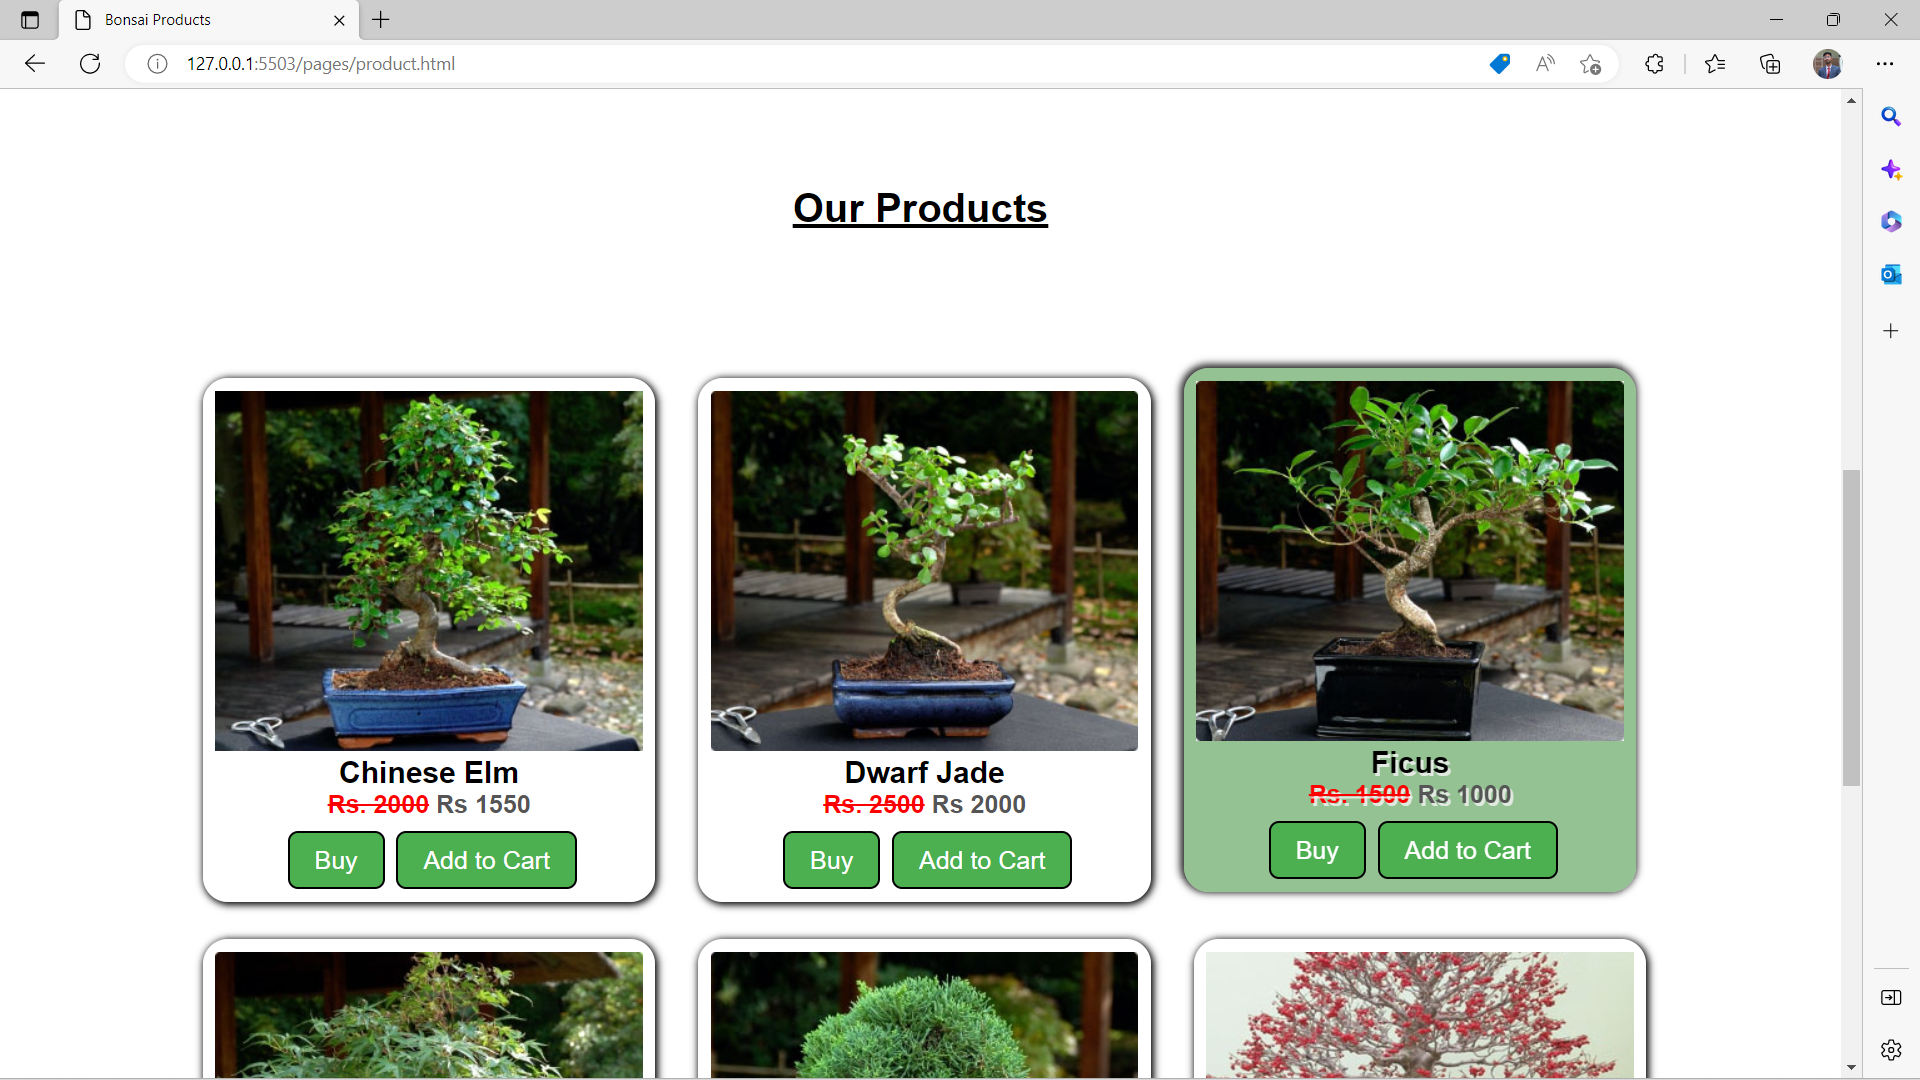 Bonsai Products
127.0.0.1:5503/pages/product.html
Our Products
Chinese Elm
Rs. 2000 Rs 1550
Buy
Add to Cart
Dwarf Jade
Rs. 2500 Rs 2000
Buy
Add to Cart
Ficus
Rs. 1500 Rs 1000
Buy
Add to Cart